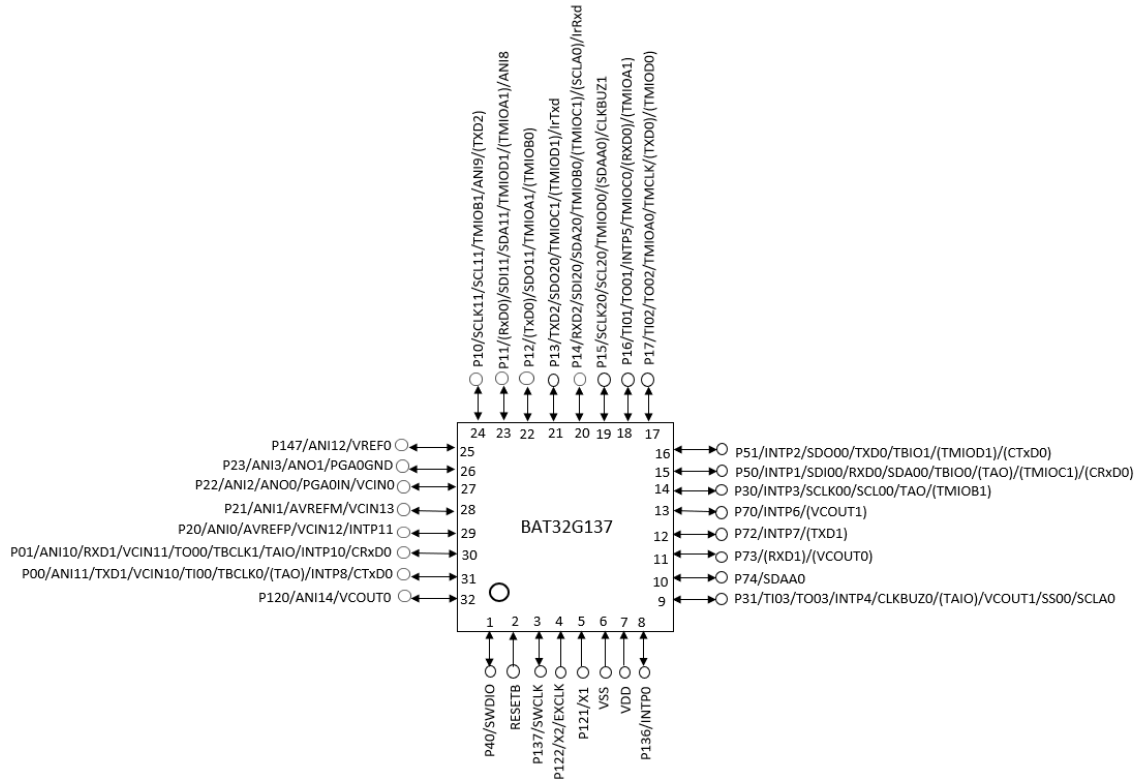 P10/SCLK11/SCL11/TMIOB1/ANI9/(TXD2)
P11/(RxD0)/SDI11/SDA11/TMIOD1/(TMIOA1)/ANI8
P12/(TxD0)/SDO11/TMIOA1/(TMIOB0)
P13/TXD2/SDO20/TMIOC1/(TMIOD1)/IrTxd
P14/RXD2/SDI20/SDA20/TMIOB0/(TMIOC1)/(SCLA0)/IrRxd
P15/SCLK20/SCL20/TMIOD0/(SDAA0)/CLKBUZ1
P16/TI01/TO01/INTP5/TMIOC0/(RXD0)/(TMIOA1)
P17/TI02/TO02/TMIOA0/TMCLK/(TXD0)/(TMIOD0)
24 23 22 21 20 19 18 17
P147/ANI12/VREF0 25
P23/ANI3/ANO1/PGA0GND 26
P22/ANI2/ANO0/PGA0IN/VCIN0 27
P21/ANI1/AVREFM/VCIN13 28
P20/ANI0/AVREFP/VCIN12/INTP11 29
P01/ANI10/RXD1/VCIN11/TO00/TBCLK1/TAIO/INTP10/CRxD0 30
P00/ANI11/TXD1/VCIN10/TI00/TBCLK0/(TAO)/INTP8/CTxD0 31
P120/ANI14/VCOUT0 32
BAT32G137
16 P51/INTP2/SDO00/TXD0/TBIO1/(TMIOD1)/(CTxD0)
15 P50/INTP1/SDI00/RXD0/SDA00/TBIO0/(TAO)/(TMIOC1)/(CRxD0)
14 P30/INTP3/SCLK00/SCL00/TAO/(TMIOB1)
13 P70/INTP6/(VCOUT1)
12 P72/INTP7/(TXD1)
11 P73/(RXD1)/(VCOUT0)
10 P74/SDAA0
9 P31/TI03/TO03/INTP4/CLKBUZ0/(TAIO)/VCOUT1/SS00/SCLA0
1 2 3 4 5 6 7 8
P40/SWDIO
RESETB
P137/SWCLK
P122/X2/EXCLK
P121/X1
VSS
VDD
P136/INTP0